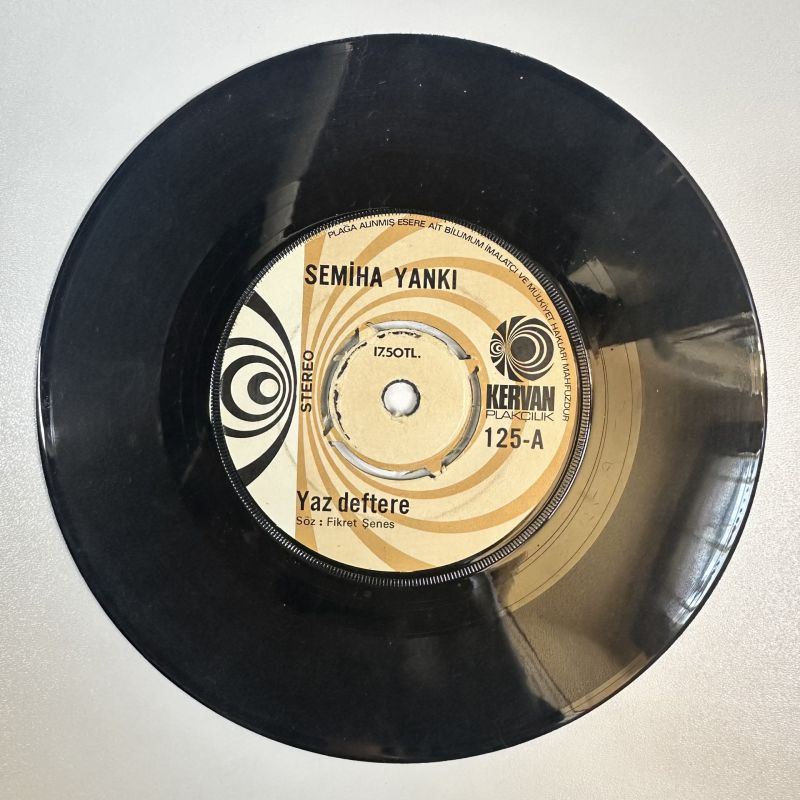 PLAĞA ALINMIŞ ESERE AİT BİLUMUM İMALATÇI VE MÜLKİYET HAKLARI MAHFUZDUR
SEMİHA YANKI
17.50TL.
STEREO
KERVAN
PLAKÇILIK
125-A
Yaz deftere
Söz : Fikret Şenes